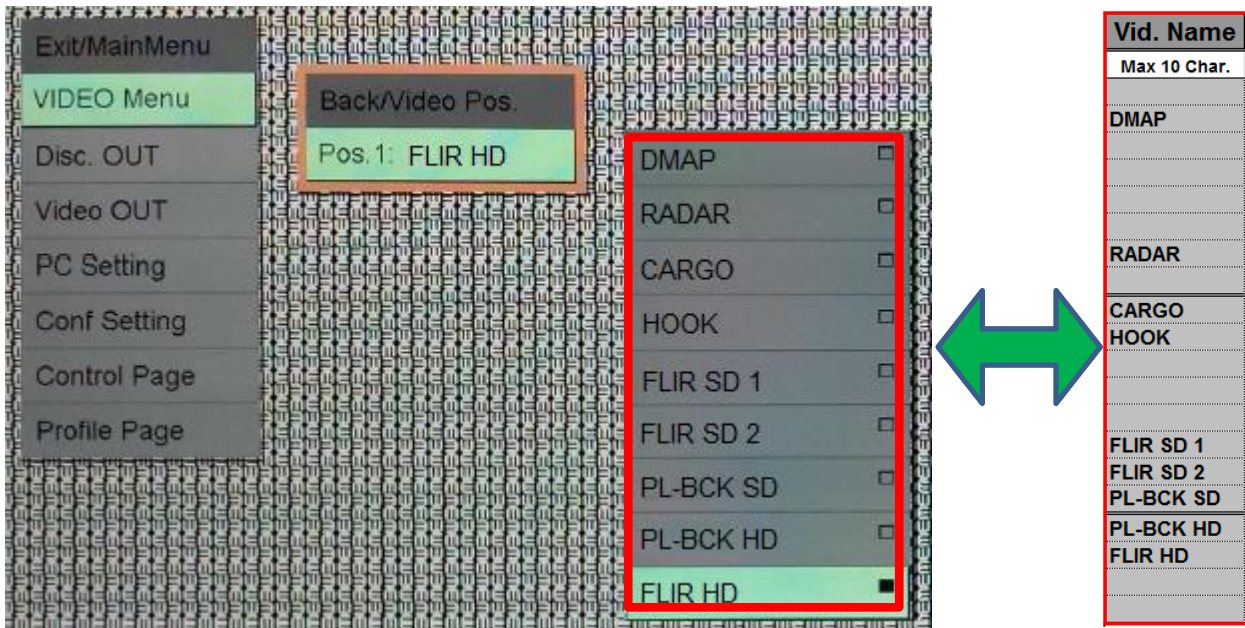 Exit/MainMenu
VIDEO Menu
Disc. OUT
Video OUT
PC Setting
Conf Setting
Control Page
Profile Page
Back/Video Pos.
Pos. 1: FLIR HD
DMAP
RADAR
CARGO
HOOK
FLIR SD 1
FLIR SD 2
PL-BCK SD
PL-BCK HD
FLIR HD
Vid. Name
Max 10 Char.
DMAP
RADAR
CARGO
HOOK
FLIR SD 1
FLIR SD 2
PL-BCK SD
PL-BCK HD
FLIR HD